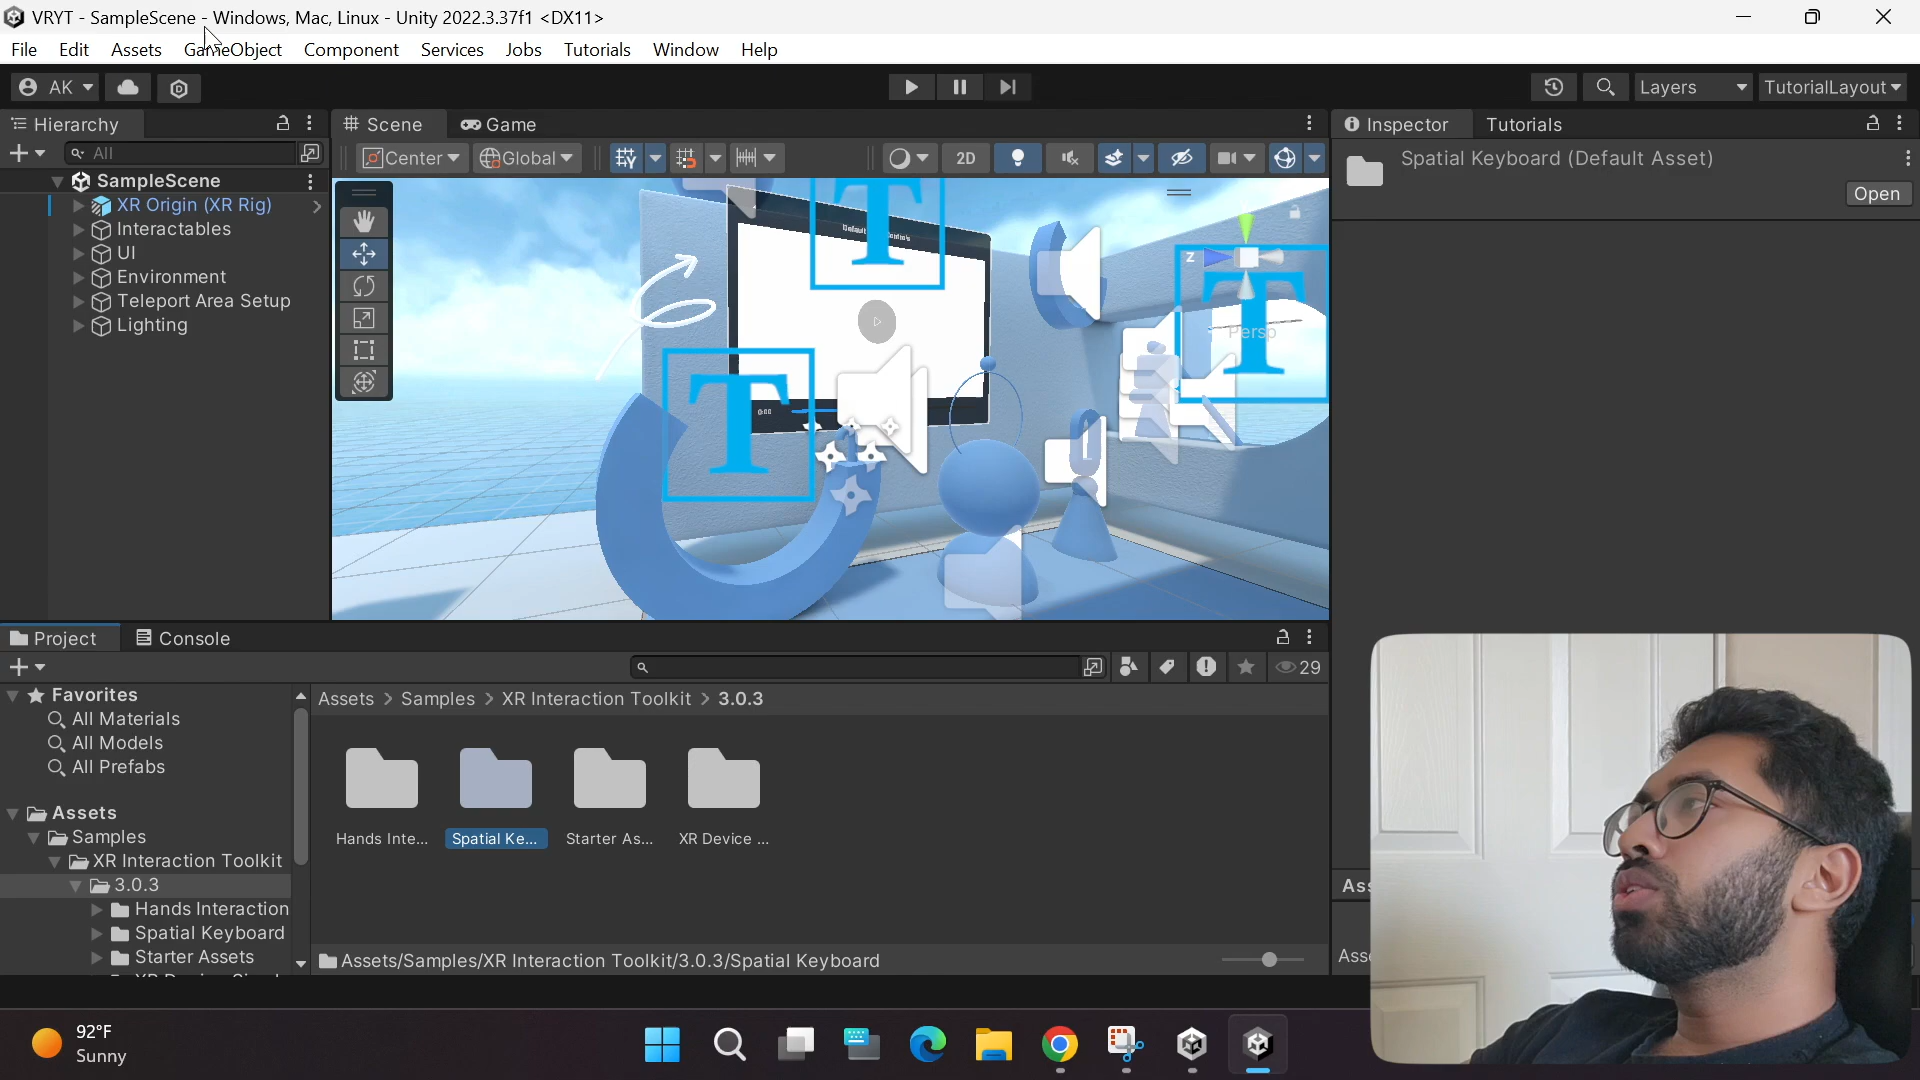 VRYT - SampleScene - Windows, Mac, Linux - Unity 2022.3.37f1 <DX11>
File Edit Assets GameObject Component Services Jobs Tutorials Window Help
AK
Layers
TutorialLayout
Hierarchy
All
SampleScene
XR Origin (XR Rig)
Interactables
UI
Environment
Teleport Area Setup
Lighting
Scene
Game
Center
Global
2D
T
T
T
z
Persp
0:00
Inspector
Tutorials
Spatial Keyboard (Default Asset)
Open
Project
Console
29
Favorites
All Materials
All Models
All Prefabs
Assets
Samples
XR Interaction Toolkit
3.0.3
Hands Interaction
Spatial Keyboard
Starter Assets
Assets > Samples > XR Interaction Toolkit > 3.0.3
Hands Inte...
Spatial Ke...
Starter As...
XR Device ...
Assets/Samples/XR Interaction Toolkit/3.0.3/Spatial Keyboard
92°F
Sunny